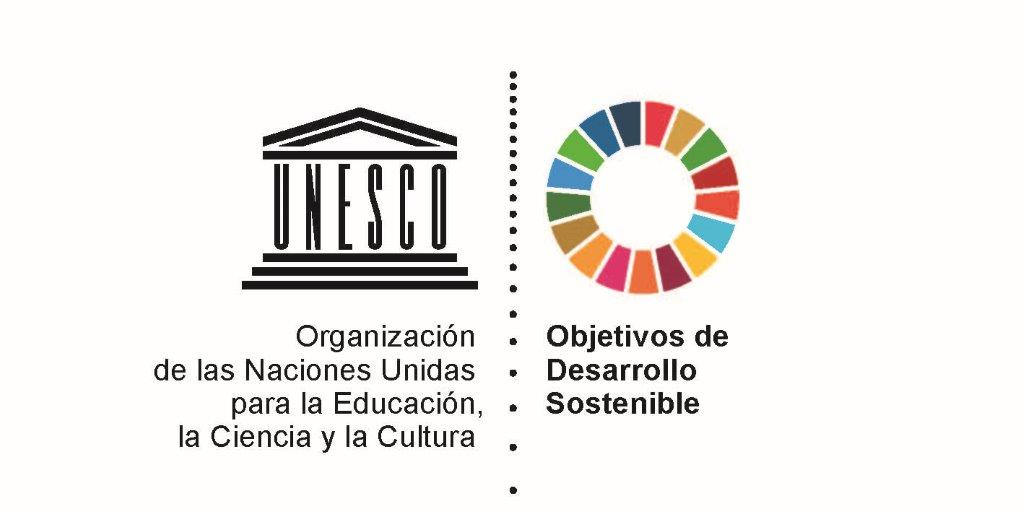 UNESCO
Organización
de las Naciones Unidas
para la Educación,
la Ciencia y la Cultura
Objetivos de
Desarrollo
Sostenible